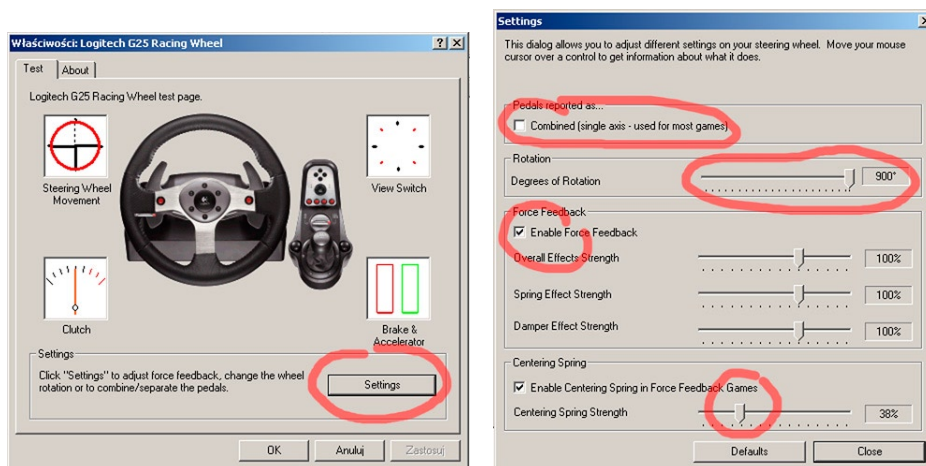 Właściwości: Logitech G25 Racing Wheel
Test
About
Logitech G25 Racing Wheel test page.
Steering Wheel
Movement
View Switch
Clutch
Brake &
Accelerator
Settings
Click "Settings" to adjust force feedback, change the wheel
rotation or to combine/separate the pedals.
Settings
OK
Anuluj
Zastosuj
Settings
This dialog allows you to adjust different settings on your steering wheel. Move your mouse
cursor over a control to get information about what it does.
Pedals reported as...
Combined (single axis - used for most games)
Rotation
Degrees of Rotation
900°
Force Feedback
Enable Force Feedback
Overall Effects Strength
100%
Spring Effect Strength
100%
Damper Effect Strength
100%
Centering Spring
Enable Centering Spring in Force Feedback Games
Centering Spring Strength
38%
Defaults
Close